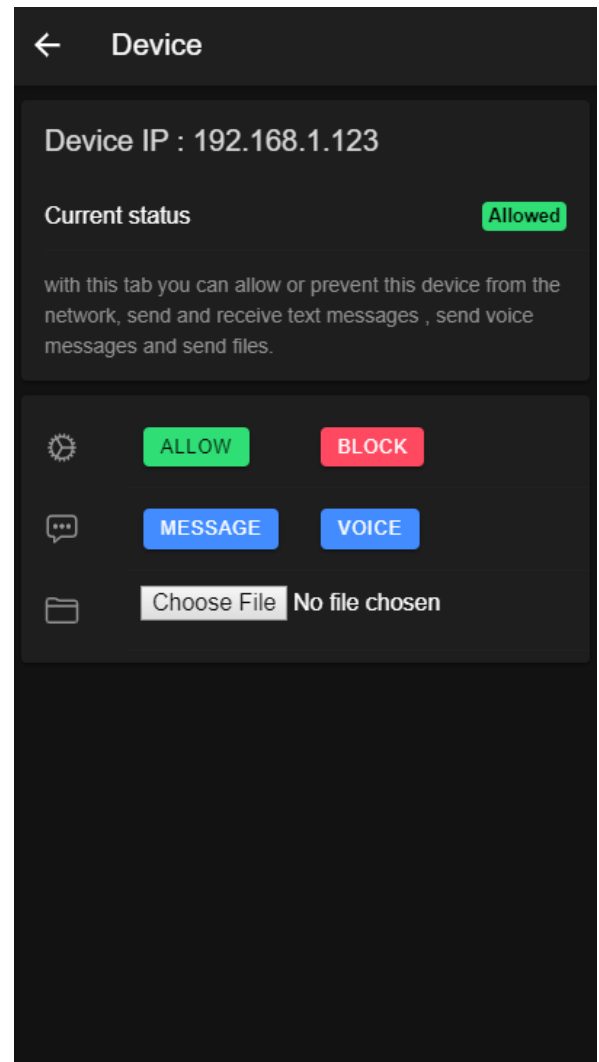 Device
Device IP : 192.168.1.123
Current status Allowed
with this tab you can allow or prevent this device from the
network, send and receive text messages , send voice
messages and send files.
ALLOW BLOCK
MESSAGE VOICE
Choose File No file chosen